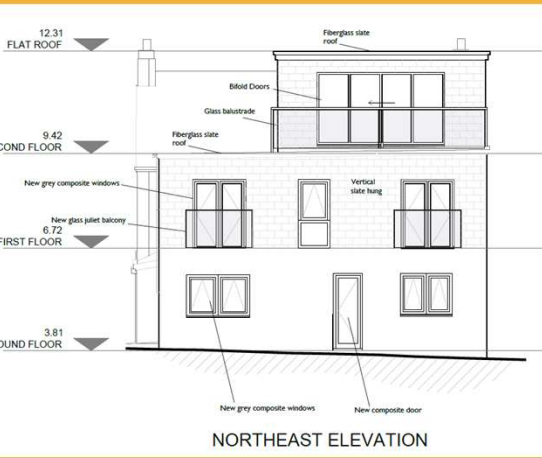 12.31
FLAT ROOF
Fiberglass slate
roof
Bifold Doors
Glass balustrade
9.42
COND FLOOR
Fiberglass slate
roof
New grey composite windows
Vertical
slate hung
New glass juliet balcony
6.72
FIRST FLOOR
3.81
OUND FLOOR
New grey composite windows
New composite door
NORTHEAST ELEVATION